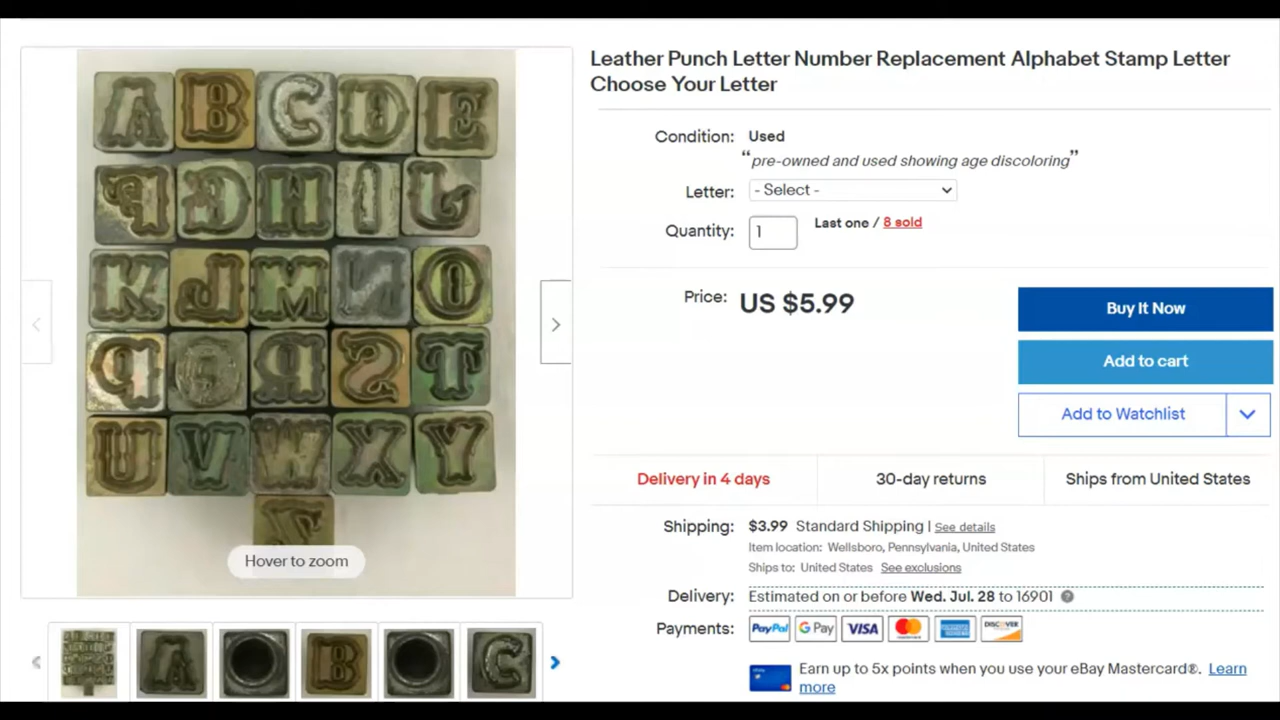 Leather Punch Letter Number Replacement Alphabet Stamp Letter
Choose Your Letter
Condition: Used
“pre-owned and used showing age discoloring”
Letter: - Select -
Quantity: 1 Last one / 8 sold
Price: US $5.99
Buy It Now
Add to cart
Add to Watchlist
Delivery in 4 days 30-day returns Ships from United States
Shipping: $3.99 Standard Shipping | See details
Item location: Wellsboro, Pennsylvania, United States
Ships to: United States See exclusions
Delivery: Estimated on or before Wed. Jul. 28 to 16901 ?
Payments: PayPal G Pay VISA DISCOVER
Earn up to 5x points when you use your eBay Mastercard®. Learn
more
A B C D E
F G H I J
K L M N O
P R S T
U V W X Y
Z
Hover to zoom
A B C